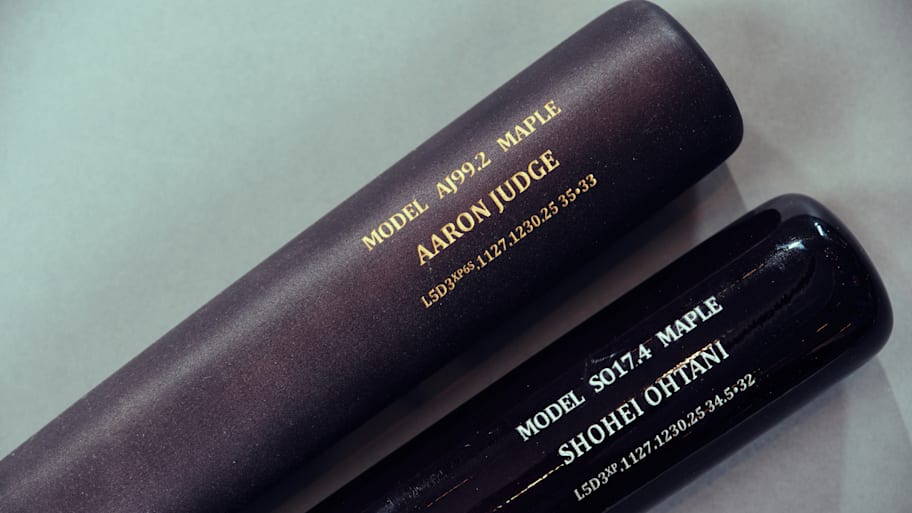 MODEL AJ99.2 MAPLE
AARON JUDGE
L5D3XP6S.1127.1230.25 35•33
MODEL SO17.4 MAPLE
SHOHEI OHTANI
L5D3XP.1127.1230.25 34.5•32